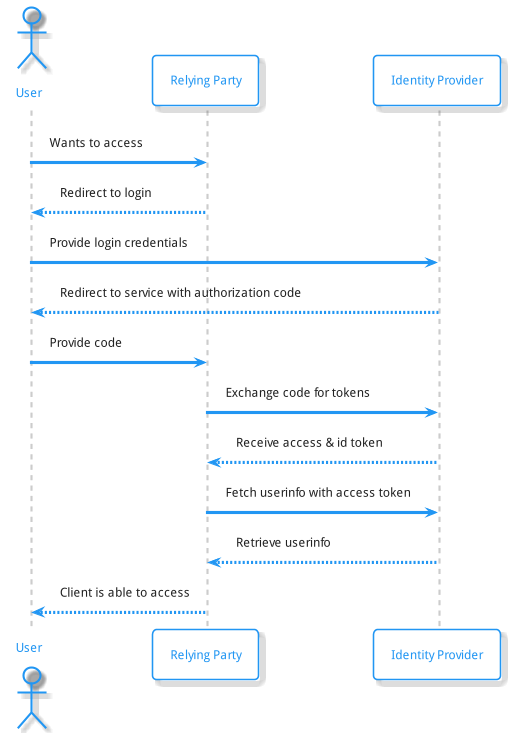 User
Relying Party
Identity Provider
Wants to access
Redirect to login
Provide login credentials
Redirect to service with authorization code
Provide code
Exchange code for tokens
Receive access & id token
Fetch userinfo with access token
Retrieve userinfo
Client is able to access
User
Relying Party
Identity Provider